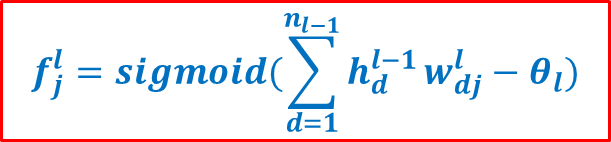 f_j^l = sigmoid(∑_{d=1}^{n_{l-1}} h_d^{l-1} w_{dj}^l − θ_l)